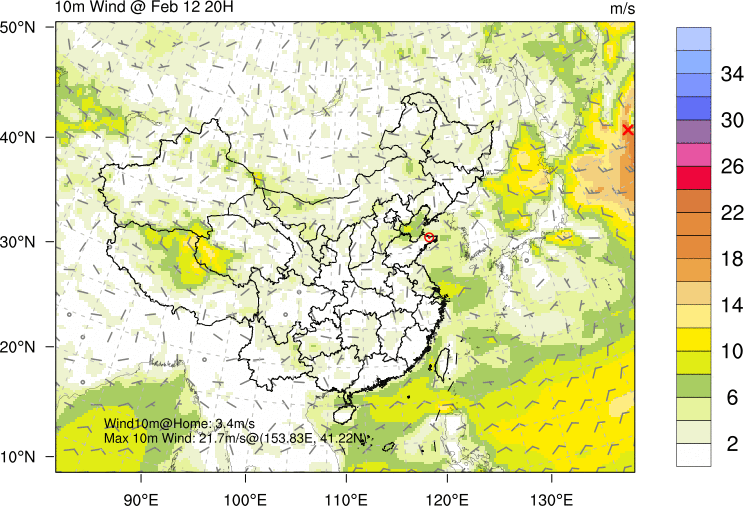 10m Wind @ Feb 12 20H
m/s
50°N
40°N
30°N
20°N
10°N
34
30
26
22
18
14
10
6
2
Wind10m@Home: 3.4m/s
Max 10m Wind: 21.7m/s@(153.83E, 41.22N)
90°E
100°E
110°E
120°E
130°E